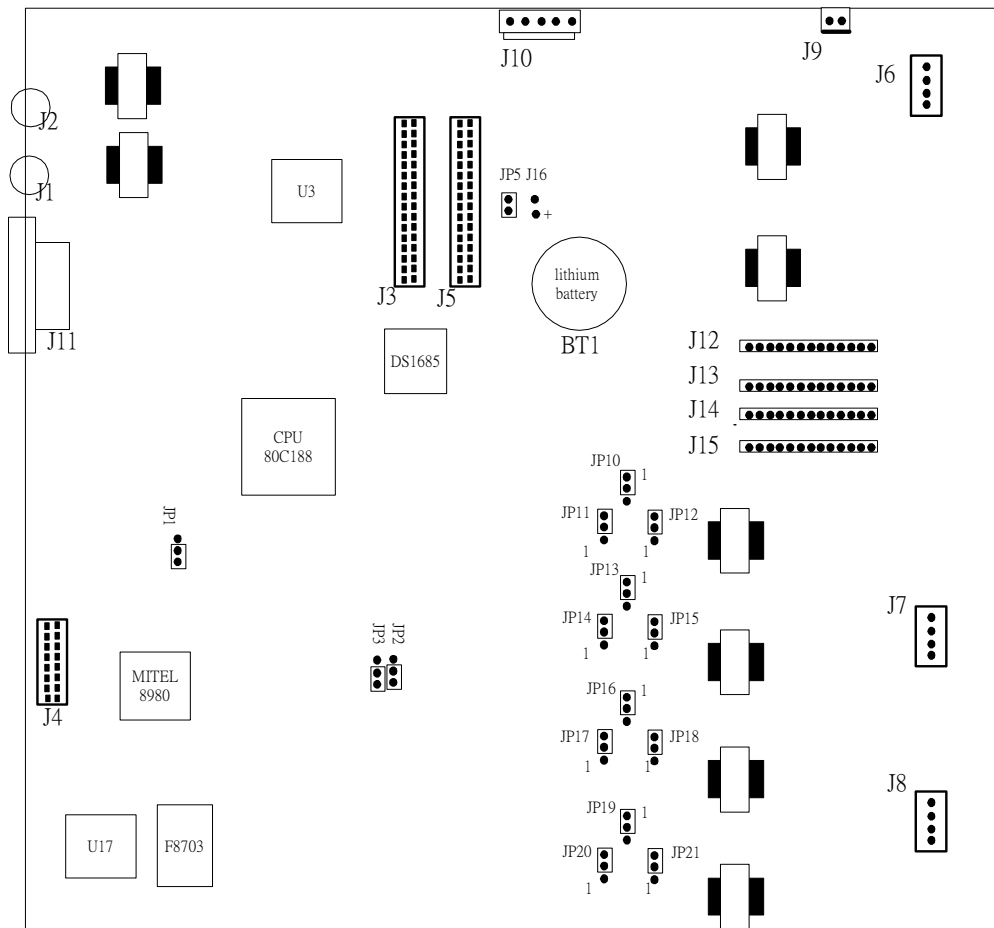 J10
J9
J6
J2
J1
U3
JP5 J16
+
lithium
battery
J3
J5
BT1
J11
J12
J13
J14
J15
DS1685
CPU
80C188
JP10
1
JP11
JP12
1
1
JP1
JP13
1
JP14
JP15
1
1
J7
JP3
JP2
MITEL
8980
J4
JP16
1
JP17
JP18
1
1
J8
JP19
1
U17
F8703
JP20
JP21
1
1